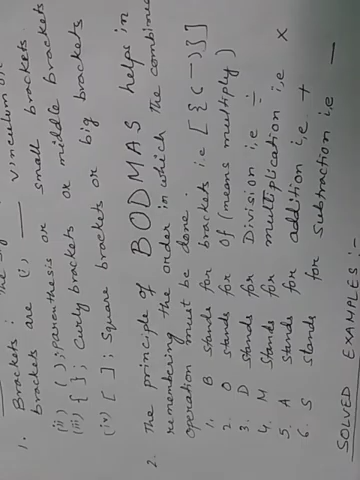 1. Brackets: The
brackets are (i) — vinculum
(ii) ( ); Parenthesis or small brackets
(iii) { }; Curly brackets or middle brackets
(iv) [ ]; Square brackets or big brackets
2. The principle of BODMAS helps in
remembering the order in which the combined
operation must be done.
1. B stands for brackets i.e [ { ( — ) } ]
2. O stands for Of (means multiply)
3. D stands for Division i.e ÷
4. M stands for multiplication i.e ×
5. A stands for addition i.e +
6. S stands for subtraction i.e —
SOLVED EXAMPLES :-